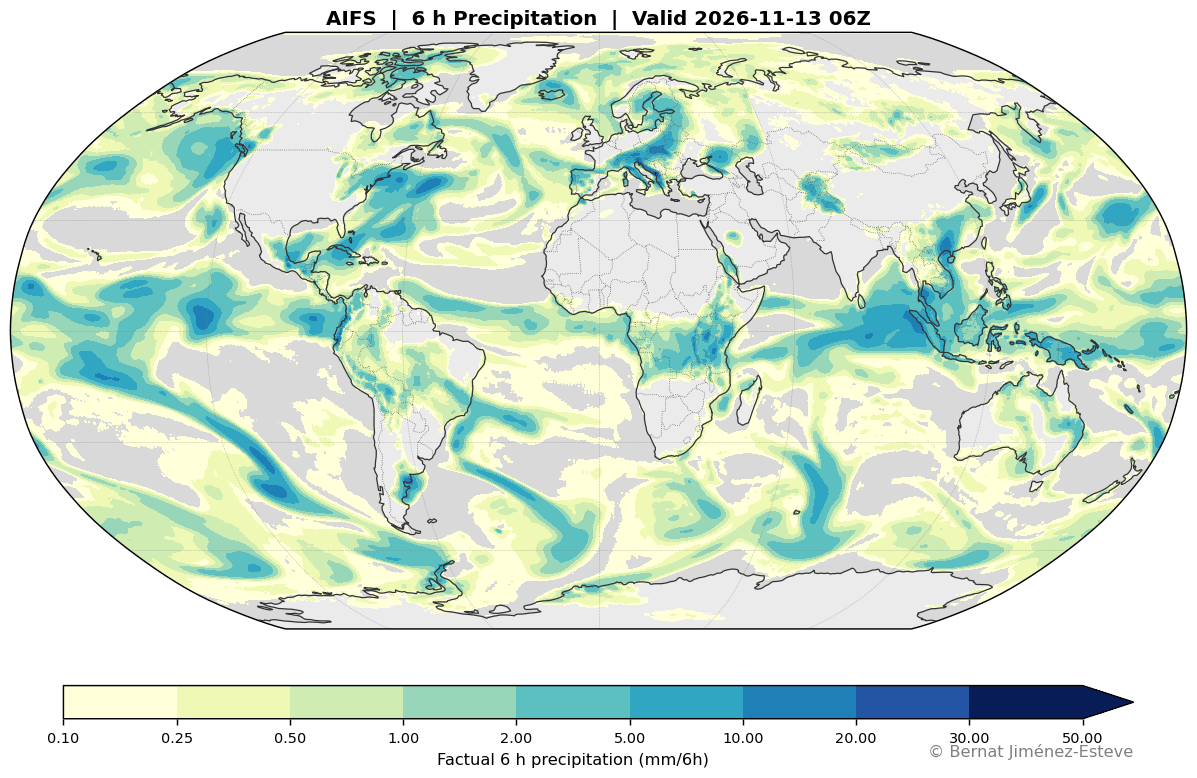 AIFS | 6 h Precipitation | Valid 2026-11-13 06Z
0.10 0.25 0.50 1.00 2.00 5.00 10.00 20.00 30.00 50.00
Factual 6 h precipitation (mm/6h)
© Bernat Jiménez-Esteve